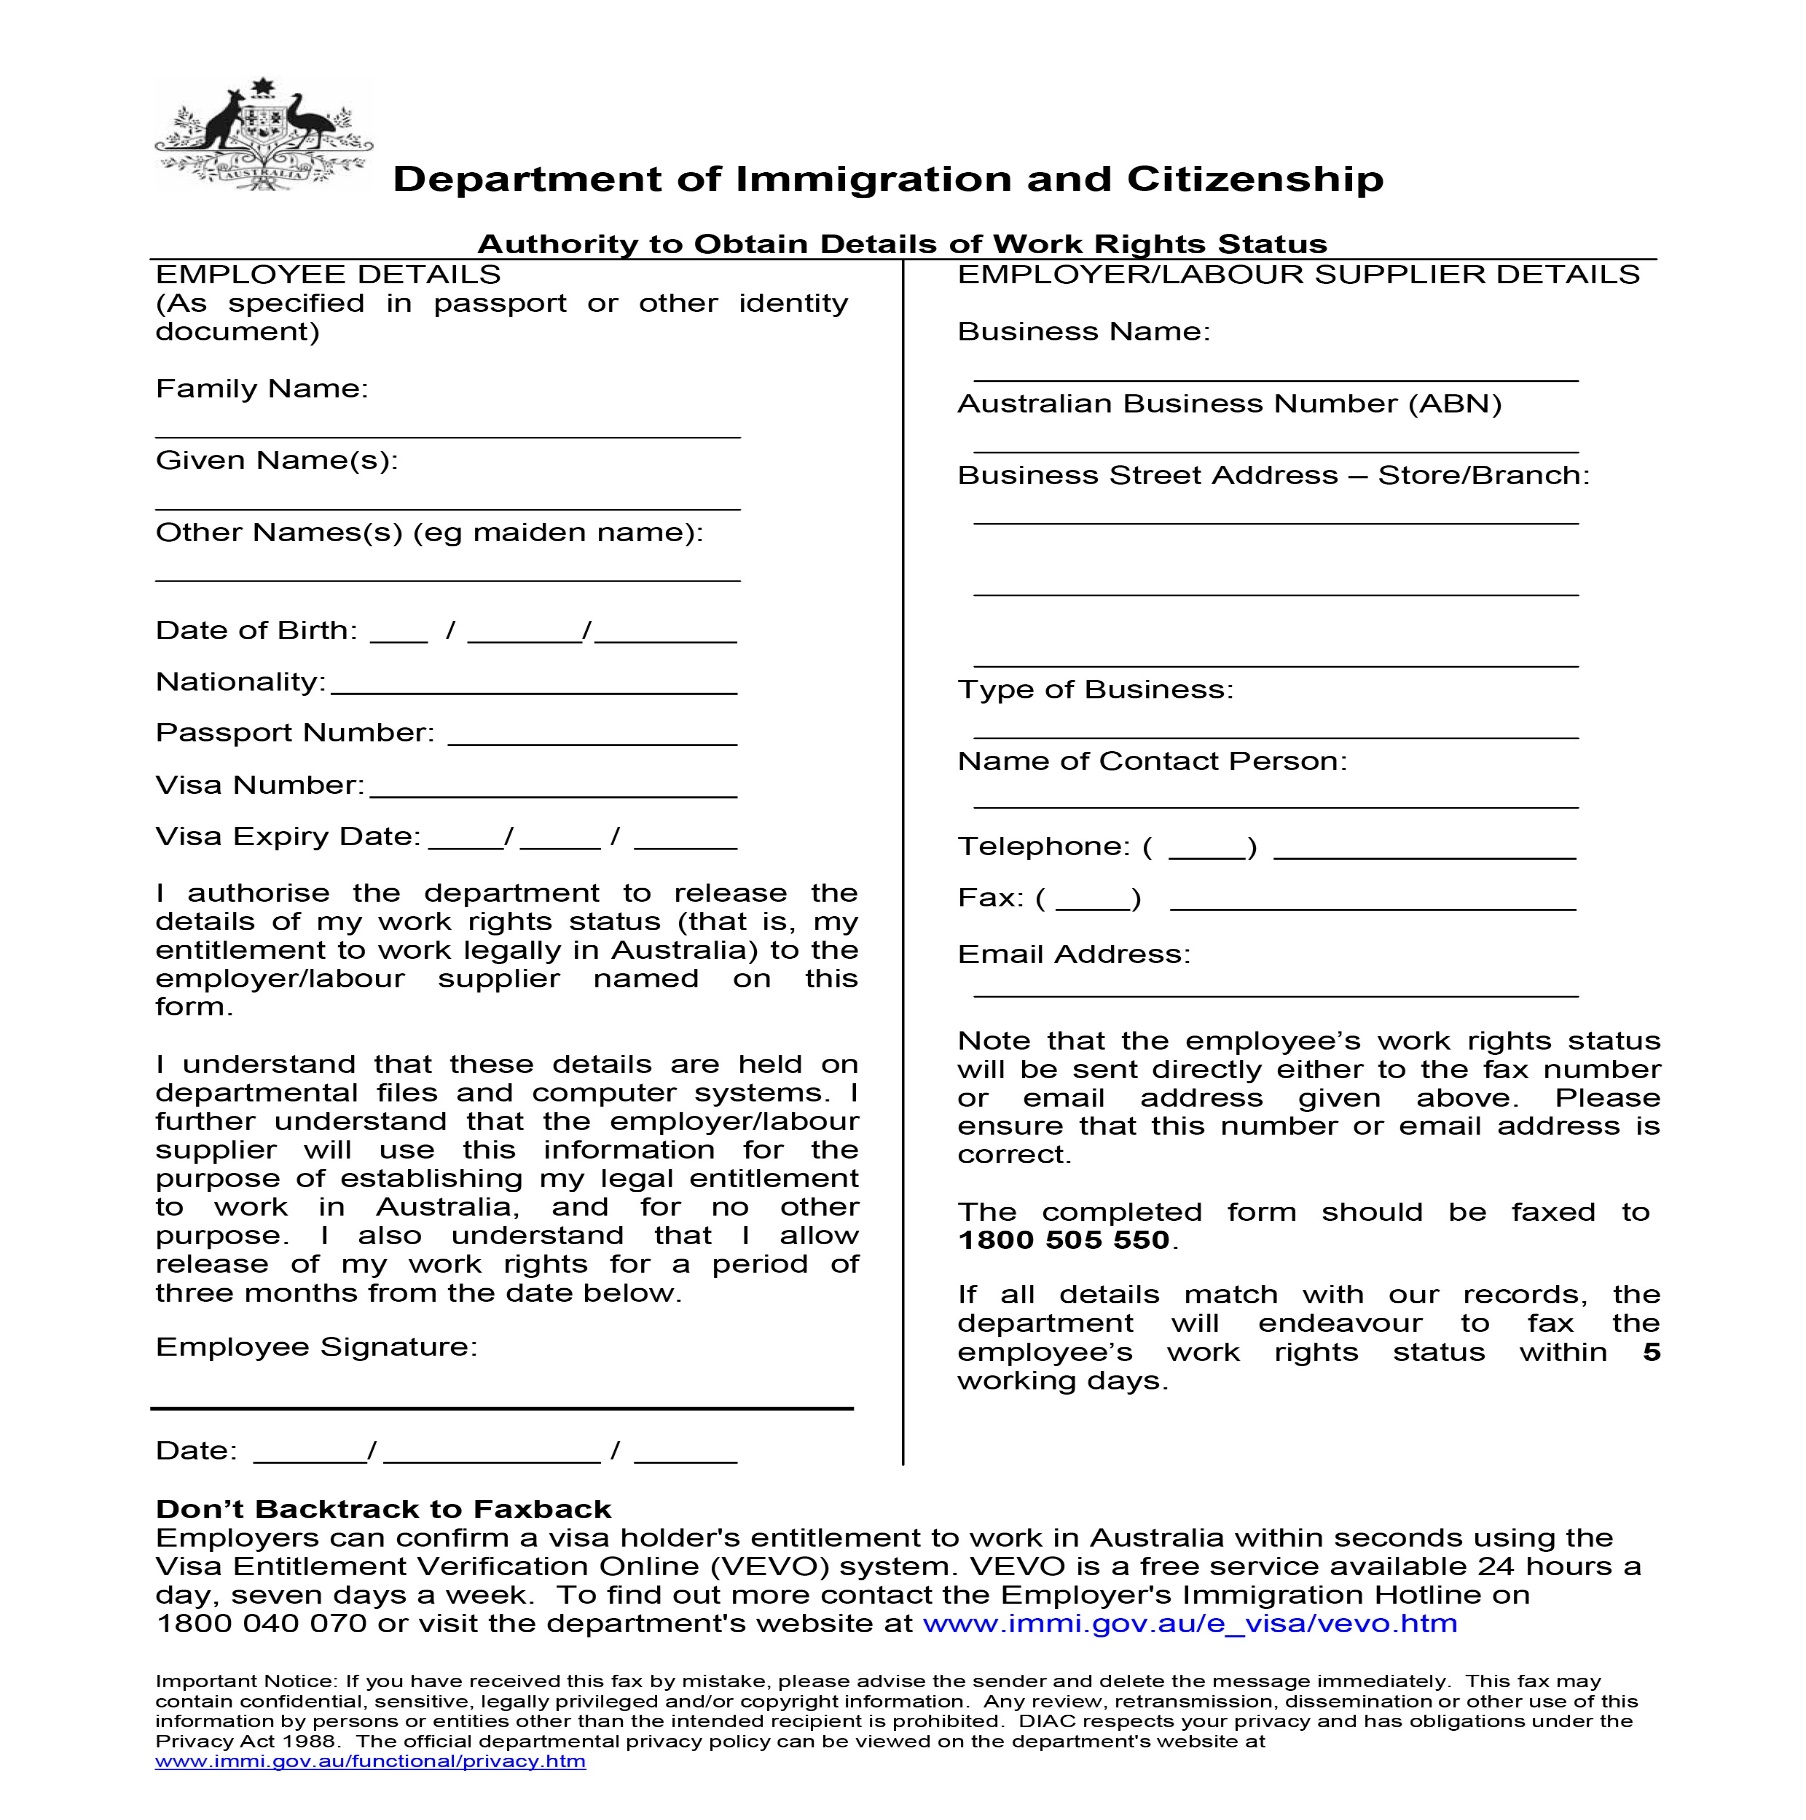 AUSTRALIA
Department of Immigration and Citizenship
Authority to Obtain Details of Work Rights Status
EMPLOYEE DETAILS
(As specified in passport or other identity
document)
Family Name:
Given Name(s):
Other Names(s) (eg maiden name):
Date of Birth: ___ / ______/________
Nationality:
Passport Number:
Visa Number:
Visa Expiry Date: ____/ ____ / _____
I authorise the department to release the
details of my work rights status (that is, my
entitlement to work legally in Australia) to the
employer/labour supplier named on this
form.
I understand that these details are held on
departmental files and computer systems. I
further understand that the employer/labour
supplier will use this information for the
purpose of establishing my legal entitlement
to work in Australia, and for no other
purpose. I also understand that I allow
release of my work rights for a period of
three months from the date below.
Employee Signature:
Date: ______/ ___________ / _____
EMPLOYER/LABOUR SUPPLIER DETAILS
Business Name:
Australian Business Number (ABN)
Business Street Address – Store/Branch:
Type of Business:
Name of Contact Person:
Telephone: ( ____) ________________
Fax: ( ____) _____________________
Email Address:
Note that the employee’s work rights status
will be sent directly either to the fax number
or email address given above. Please
ensure that this number or email address is
correct.
The completed form should be faxed to
1800 505 550.
If all details match with our records, the
department will endeavour to fax the
employee’s work rights status within 5
working days.
Don’t Backtrack to Faxback
Employers can confirm a visa holder's entitlement to work in Australia within seconds using the
Visa Entitlement Verification Online (VEVO) system. VEVO is a free service available 24 hours a
day, seven days a week. To find out more contact the Employer's Immigration Hotline on
1800 040 070 or visit the department's website at www.immi.gov.au/e_visa/vevo.htm
Important Notice: If you have received this fax by mistake, please advise the sender and delete the message immediately. This fax may
contain confidential, sensitive, legally privileged and/or copyright information. Any review, retransmission, dissemination or other use of this
information by persons or entities other than the intended recipient is prohibited. DIAC respects your privacy and has obligations under the
Privacy Act 1988. The official departmental privacy policy can be viewed on the department's website at
www.immi.gov.au/functional/privacy.htm